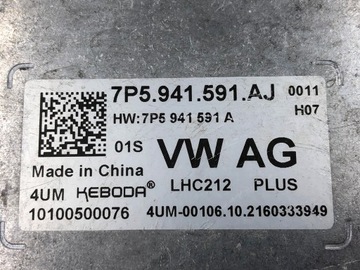 7P5.941.591.AJ 0011
HW:7P5 941 591 A H07
01S VW AG
Made in China
4UM KEBODA® LHC212 PLUS
10100500076 4UM-00106.10.2160333949